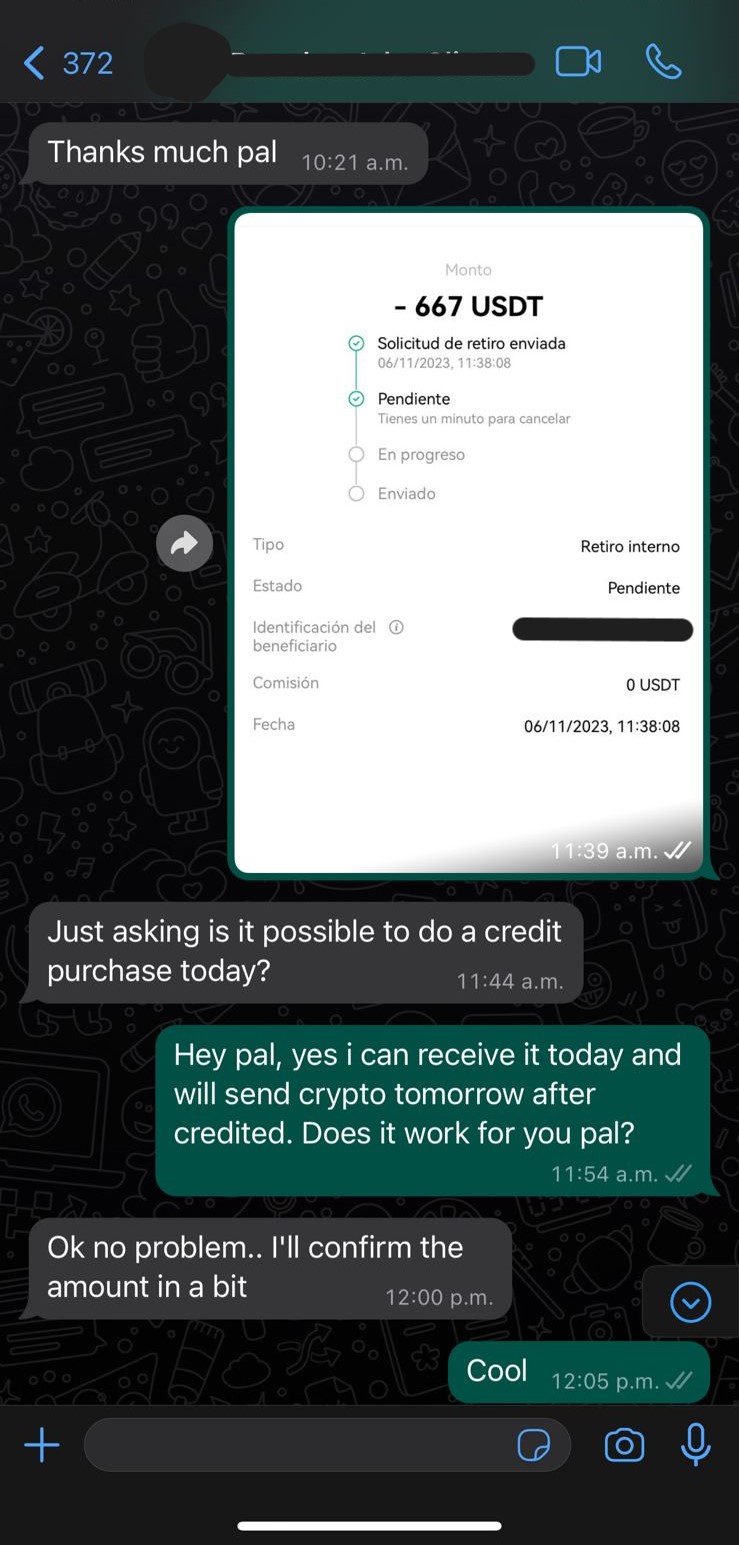 372
Thanks much pal 10:21 a.m.
Monto
- 667 USDT
Solicitud de retiro enviada
06/11/2023, 11:38:08
Pendiente
Tienes un minuto para cancelar
En progreso
Enviado
Tipo Retiro interno
Estado Pendiente
Identificación del
beneficiario
Comisión 0 USDT
Fecha 06/11/2023, 11:38:08
11:39 a.m.
Just asking is it possible to do a credit
purchase today? 11:44 a.m.
Hey pal, yes i can receive it today and
will send crypto tomorrow after
credited. Does it work for you pal?
11:54 a.m.
Ok no problem.. I'll confirm the
amount in a bit 12:00 p.m.
Cool 12:05 p.m.